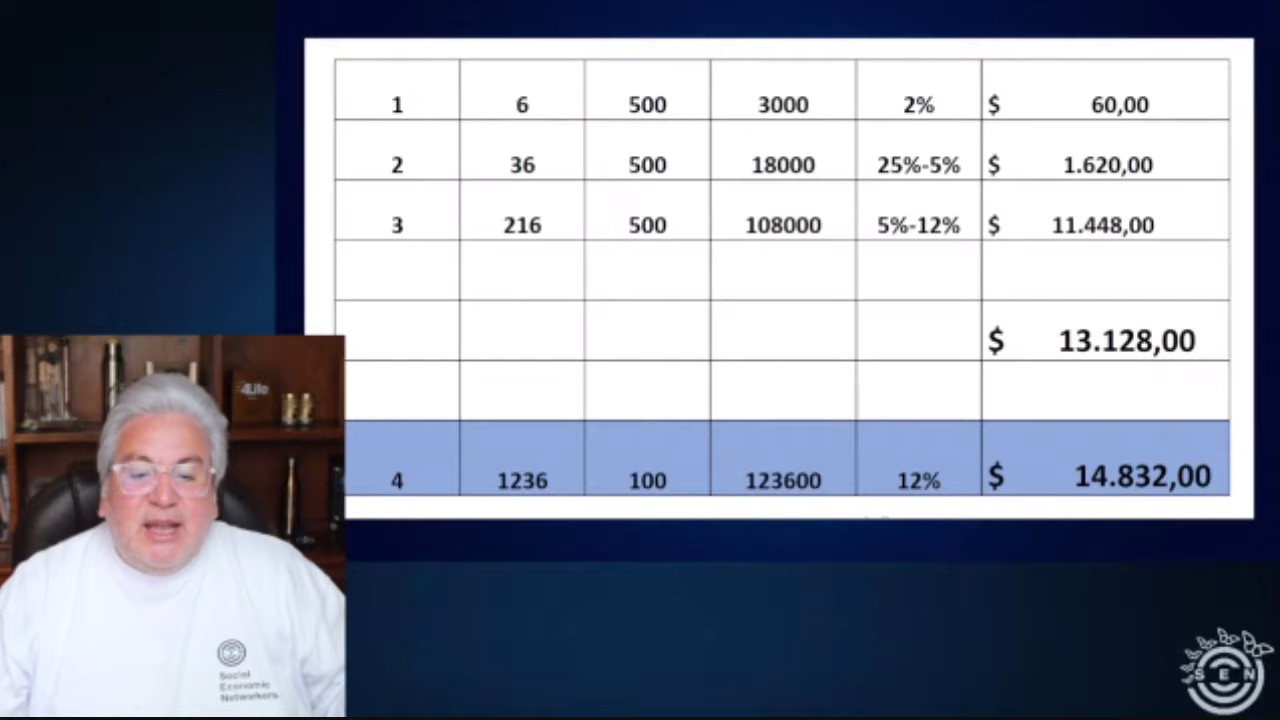 1 6 500 3000 2% $ 60,00
2 36 500 18000 25%-5% $ 1.620,00
3 216 500 108000 5%-12% $ 11.448,00
$ 13.128,00
4 1236 100 123600 12% $ 14.832,00
4Life
Social
Economic
Networkers
SEN